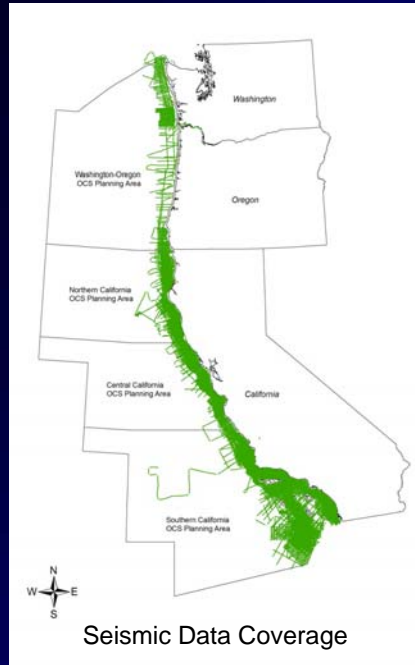 Washington
Washington-Oregon
OCS Planning Area
Oregon
Northern California
OCS Planning Area
Central California
OCS Planning Area
California
Southern California
OCS Planning Area
N
W E
S
Seismic Data Coverage